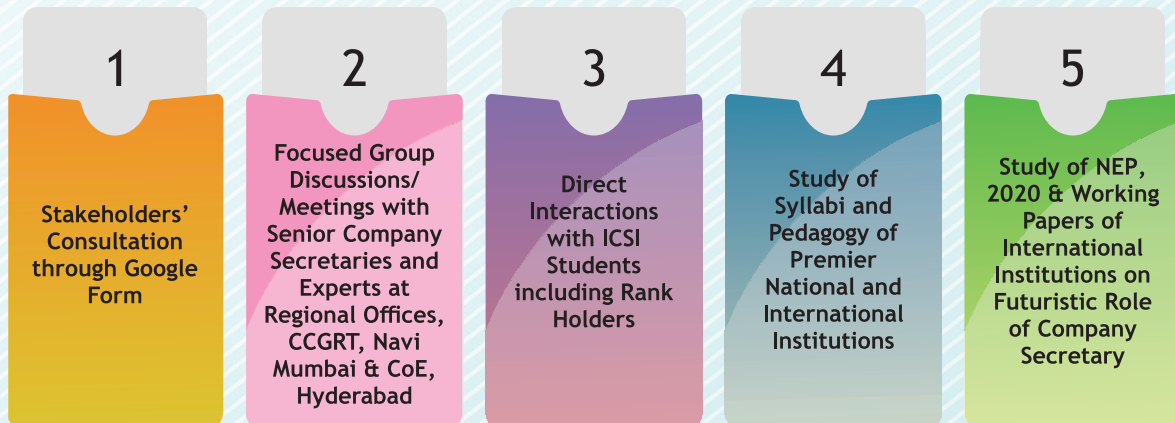 1
Stakeholders’
Consultation
through Google
Form
2
Focused Group
Discussions/
Meetings with
Senior Company
Secretaries and
Experts at
Regional Offices,
CCGRT, Navi
Mumbai & CoE,
Hyderabad
3
Direct
Interactions
with ICSI
Students
including Rank
Holders
4
Study of
Syllabi and
Pedagogy of
Premier
National and
International
Institutions
5
Study of NEP,
2020 & Working
Papers of
International
Institutions on
Futuristic Role
of Company
Secretary